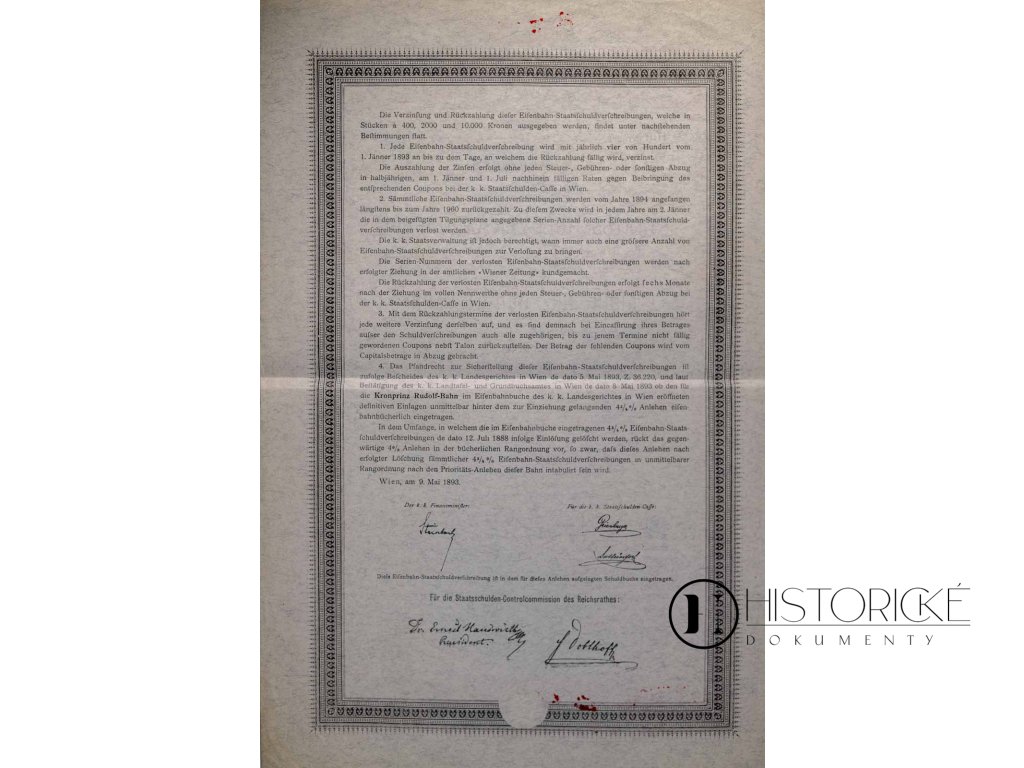 Die Verzinſung und Rückzahlung dieſer Eiſenbahn-Staatsſchuldverſchreibungen, welche in
Stücken à 400, 2000 und 10.000 Kronen ausgegeben werden, findet unter nachſtehenden
Beſtimmungen ſtatt.
1. Jede Eiſenbahn-Staatsſchuldverſchreibung wird mit jährlich vier von Hundert vom
1. Jänner 1893 an bis zu dem Tage, an welchem die Rückzahlung fällig wird, verzinst.
Die Auszahlung der Zinſen erfolgt ohne jeden Steuer-, Gebühren- oder ſonſtigen Abzug
in halbjährigen, am 1. Jänner und 1. Juli nachhinein fälligen Raten gegen Beibringung des
entſprechenden Coupons bei der k. k. Staatsſchulden-Caſſe in Wien.
2. Sämmtliche Eiſenbahn-Staatsſchuldverſchreibungen werden vom Jahre 1894 angefangen
längſtens bis zum Jahre 1960 zurückgezahlt. Zu dieſem Zwecke wird in jedem Jahre am 2. Jänner
die in dem beigefügten Tilgungsplane angegebene Serien-Anzahl ſolcher Eiſenbahn-Staatsſchuld-
verſchreibungen verlost werden.
Die k. k. Staatsverwaltung iſt jedoch berechtigt, wann immer auch eine gröſsere Anzahl von
Eiſenbahn-Staatsſchuldverſchreibungen zur Verloſung zu bringen.
Die Serien-Nummern der verlosten Eiſenbahn-Staatsſchuldverſchreibungen werden nach
erfolgter Ziehung in der amtlichen «Wiener Zeitung» kundgemacht.
Die Rückzahlung der verlosten Eiſenbahn-Staatsſchuldverſchreibungen erfolgt ſechs Monate
nach der Ziehung im vollen Nennwerthe ohne jeden Steuer-, Gebühren- oder ſonſtigen Abzug bei
der k. k. Staatsſchulden-Caſſe in Wien.
3. Mit dem Rückzahlungstermine der verlosten Eiſenbahn-Staatsſchuldverſchreibungen hört
jede weitere Verzinſung derſelben auf, und es ſind demnach bei Eincaſſirung ihres Betrages
auſser den Schuldverſchreibungen auch alle zugehörigen, bis zu jenem Termine nicht fällig
gewordenen Coupons nebſt Talon zurückzuſtellen. Der Betrag der fehlenden Coupons wird vom
Capitalsbetrage in Abzug gebracht.
4. Das Pfandrecht zur Sicherſtellung dieſer Eiſenbahn-Staatsſchuldverſchreibungen iſt
zufolge Beſcheides des k. k. Landesgerichtes in Wien de dato 5. Mai 1893, Z. 36.220, und laut
Beſtätigung des k. k. Landtafel- und Grundbuchsamtes in Wien de dato 8. Mai 1893 ob den für
die Kronprinz Rudolf-Bahn im Eiſenbahnbuche des k. k. Landesgerichtes in Wien eröffneten
definitiven Einlagen unmittelbar hinter dem zur Einziehung gelangenden 4³/₄ % Anlehen eiſen-
bahnbücherlich eingetragen.
In dem Umfange, in welchem die im Eiſenbahnbuche eingetragenen 4³/₄ % Eiſenbahn-Staats-
ſchuldverſchreibungen de dato 12. Juli 1888 infolge Einlöſung gelöſcht werden, rückt das gegen-
wärtige 4% Anlehen in der bücherlichen Rangordnung vor, ſo zwar, daſs dieſes Anlehen nach
erfolgter Löſchung ſämmtlicher 4³/₄ % Eiſenbahn-Staatsſchuldverſchreibungen in unmittelbarer
Rangordnung nach den Prioritäts-Anlehen dieſer Bahn intabulirt ſein wird.
Wien, am 9. Mai 1893.
Der k. k. Finanzminister: Für die k. k. Staatsschulden-Casse:
Steinbach
Dieſe Eiſenbahn-Staatsſchuldverſchreibung iſt in dem für dieſes Anlehen aufgelegten Schuldbuche eingetragen.
Für die Staatsschulden-Controlcommission des Reichsrathes:
Dr. Ernest
Präsident. Doblhoff
HISTORICKÉ
DOKUMENTY